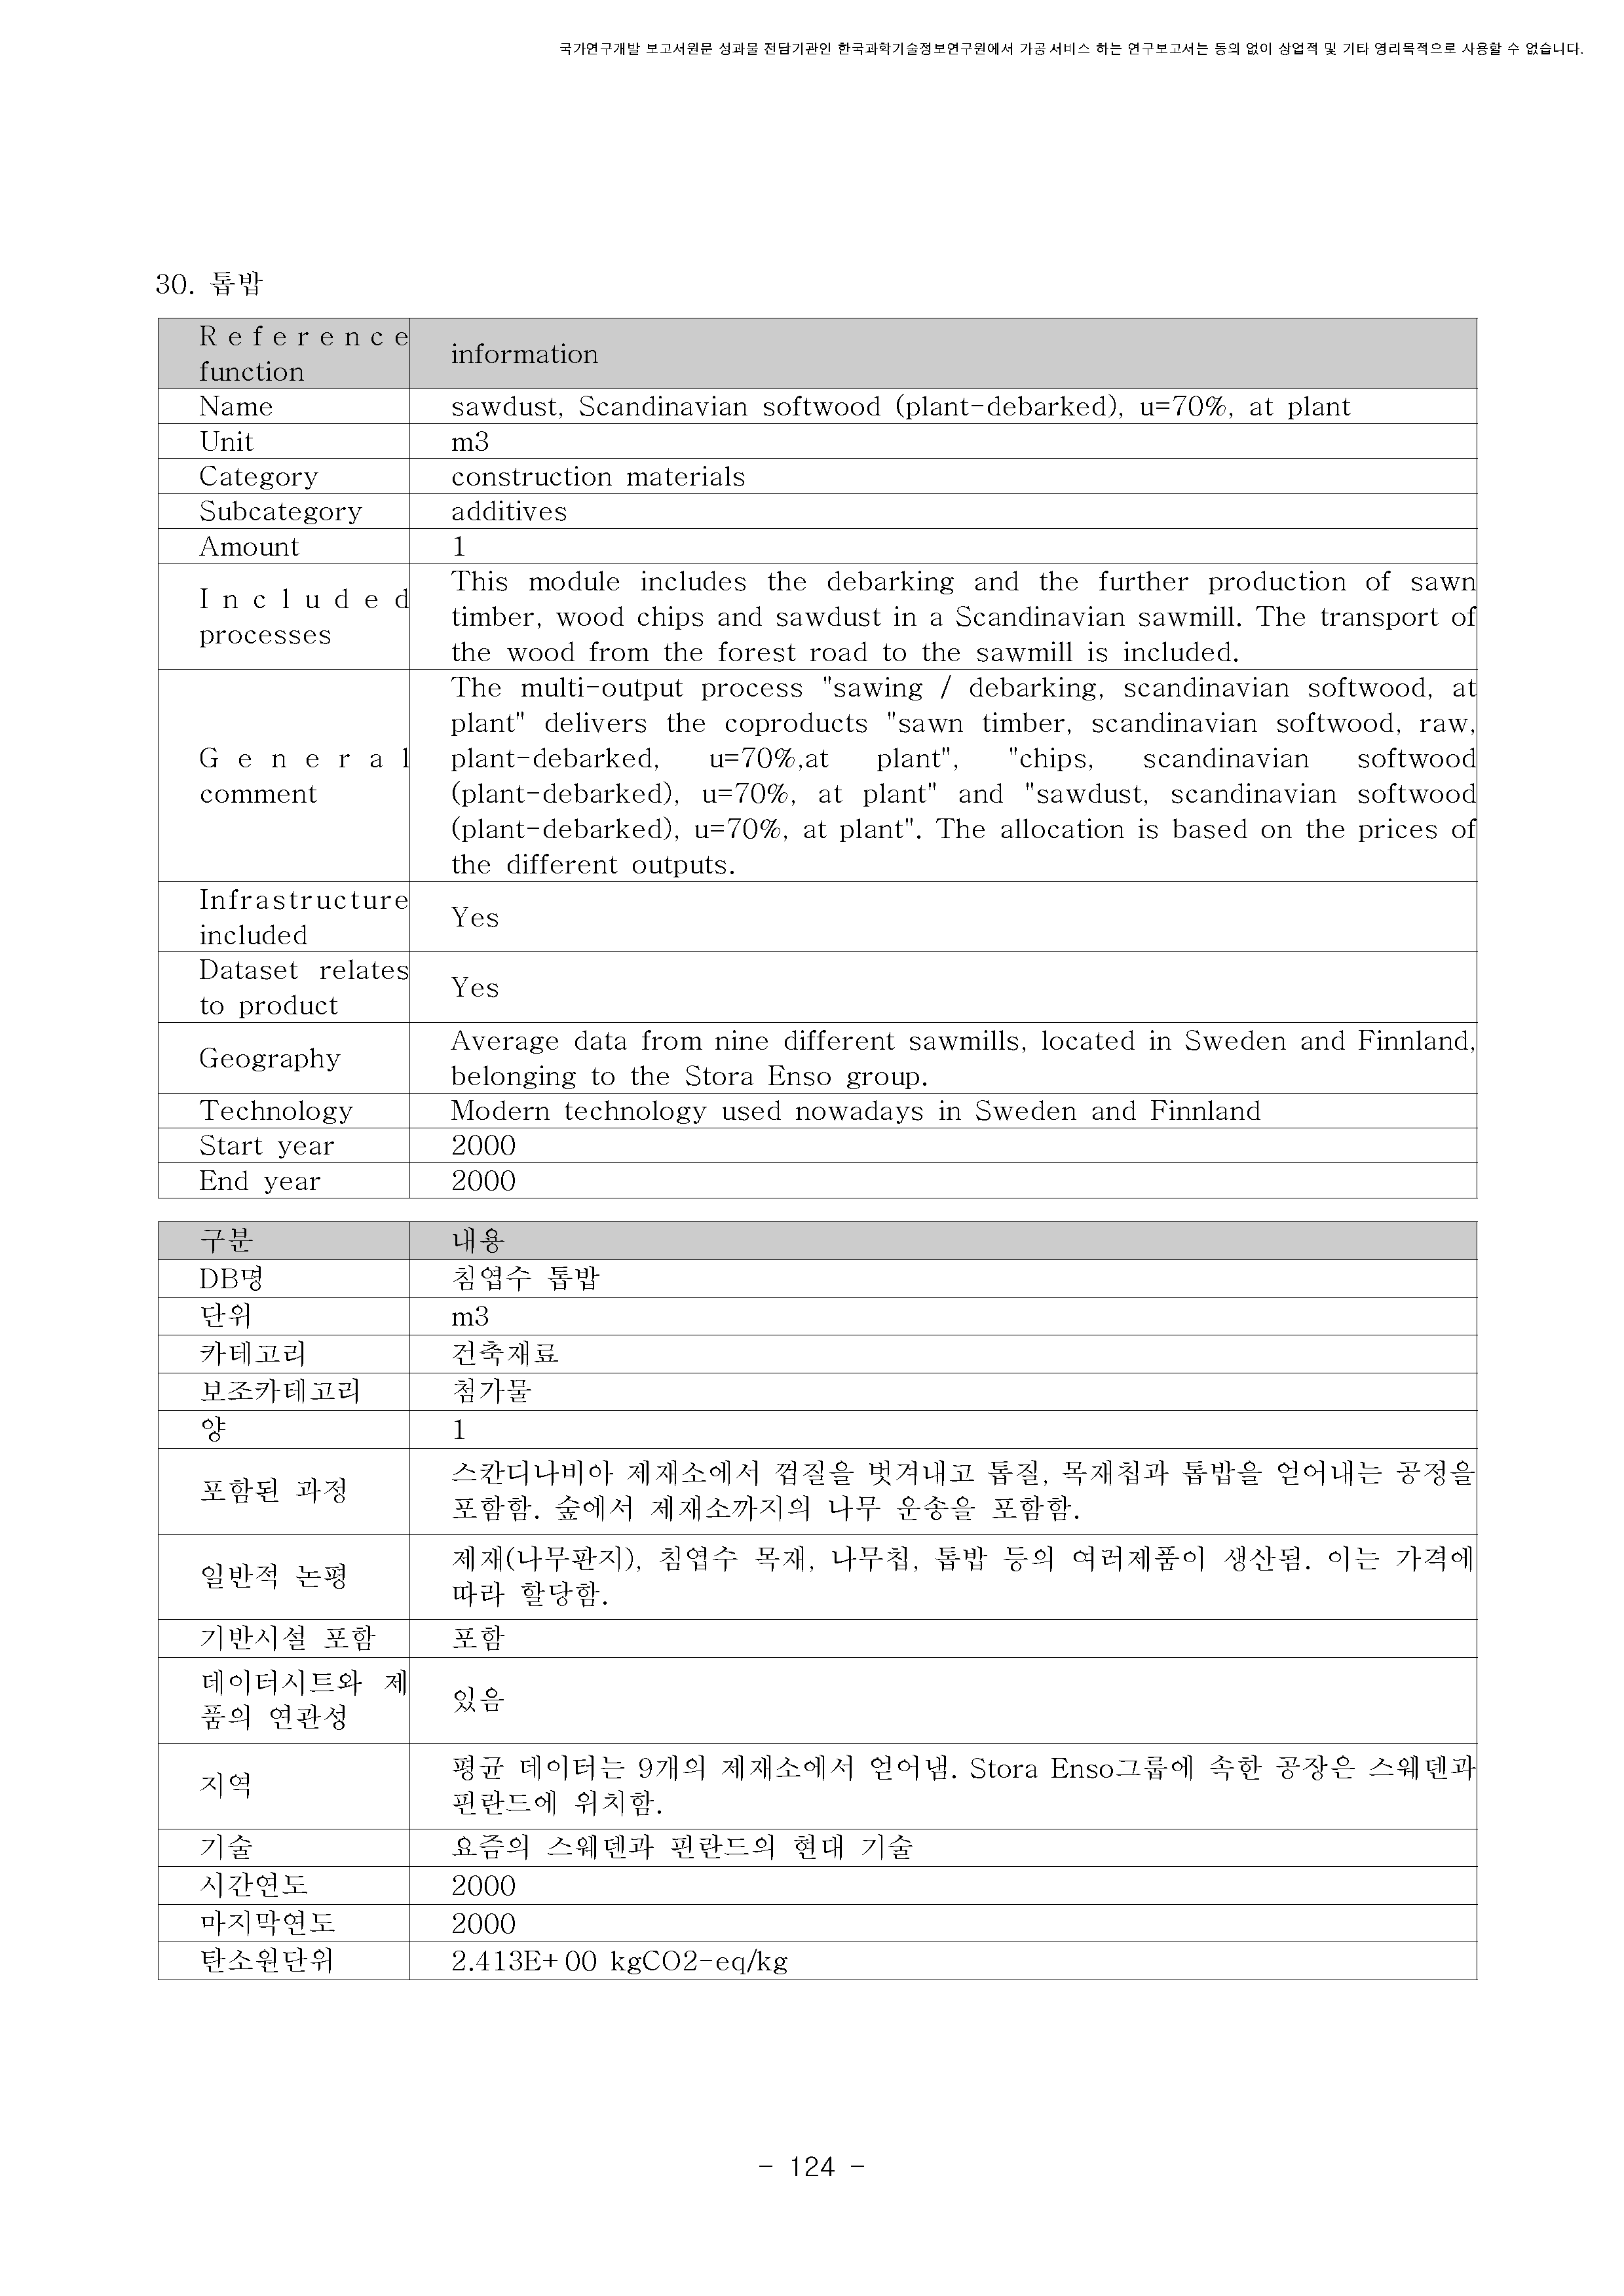 국가연구개발 보고서원문 성과물 전담기관인 한국과학기술정보연구원에서 가공·서비스 하는 연구보고서는 동의 없이 상업적 및 기타 영리목적으로 사용할 수 없습니다.
30. 톱밥
Reference function	information
Name	sawdust, Scandinavian softwood (plant-debarked), u=70%, at plant
Unit	m3
Category	construction materials
Subcategory	additives
Amount	1
Included processes
This module includes the debarking and the further production of sawn
timber, wood chips and sawdust in a Scandinavian sawmill. The transport of
the wood from the forest road to the sawmill is included.
General comment
The multi-output process "sawing / debarking, scandinavian softwood, at
plant" delivers the coproducts "sawn timber, scandinavian softwood, raw,
plant-debarked, u=70%,at plant", "chips, scandinavian softwood
(plant-debarked), u=70%, at plant" and "sawdust, scandinavian softwood
(plant-debarked), u=70%, at plant". The allocation is based on the prices of
the different outputs.
Infrastructure included	Yes
Dataset relates to product	Yes
Geography
Average data from nine different sawmills, located in Sweden and Finnland,
belonging to the Stora Enso group.
Technology	Modern technology used nowadays in Sweden and Finnland
Start year	2000
End year	2000
구분	내용
DB명	침엽수 톱밥
단위	m3
카테고리	건축재료
보조카테고리	첨가물
양	1
포함된 과정
스칸디나비아 제재소에서 껍질을 벗겨내고 톱질, 목재칩과 톱밥을 얻어내는 공정을
포함함. 숲에서 제재소까지의 나무 운송을 포함함.
일반적 논평
제재(나무판지), 침엽수 목재, 나무칩, 톱밥 등의 여러제품이 생산됨. 이는 가격에
따라 할당함.
기반시설 포함	포함
데이터시트와 제품의 연관성	있음
지역
평균 데이터는 9개의 제재소에서 얻어냄. Stora Enso그룹에 속한 공장은 스웨덴과
핀란드에 위치함.
기술	요즘의 스웨덴과 핀란드의 현대 기술
시간연도	2000
마지막연도	2000
탄소원단위	2.413E+00 kgCO2-eq/kg
- 124 -